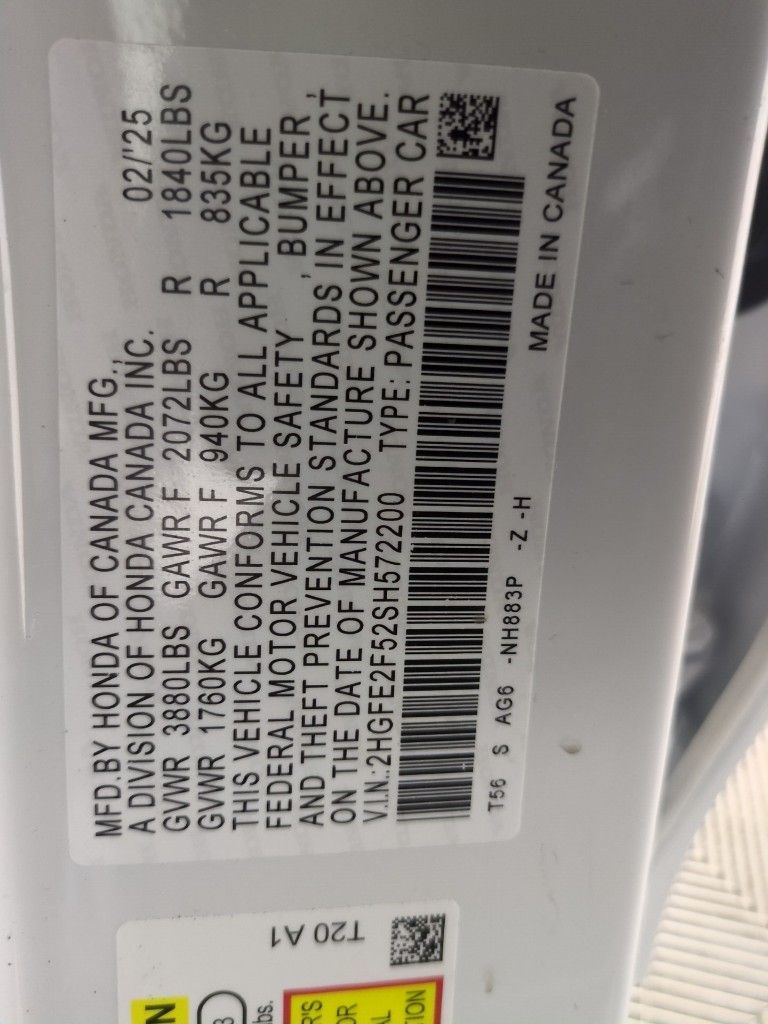 MFD.BY HONDA OF CANADA MFG.,
A DIVISION OF HONDA CANADA INC. 02/'25
GVWR 3880LBS GAWR F 2072LBS R 1840LBS
GVWR 1760KG GAWR F 940KG R 835KG
THIS VEHICLE CONFORMS TO ALL APPLICABLE
FEDERAL MOTOR VEHICLE SAFETY , BUMPER ,
AND THEFT PREVENTION STANDARDS IN EFFECT
ON THE DATE OF MANUFACTURE SHOWN ABOVE.
V.I.N.:2HGFE2F52SH572200 TYPE: PASSENGER CAR
T56 S AG6 -NH883P -Z -H
MADE IN CANADA
T20 A1